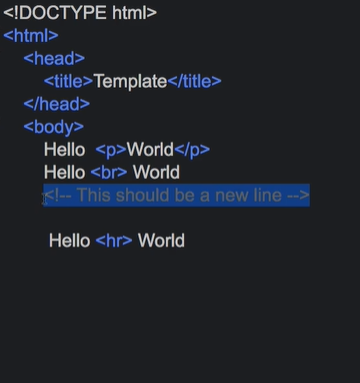 <!DOCTYPE html>
<html>
<head>
<title>Template</title>
</head>
<body>
Hello <p>World</p>
Hello <br> World
<!-- This should be a new line -->
Hello <hr> World